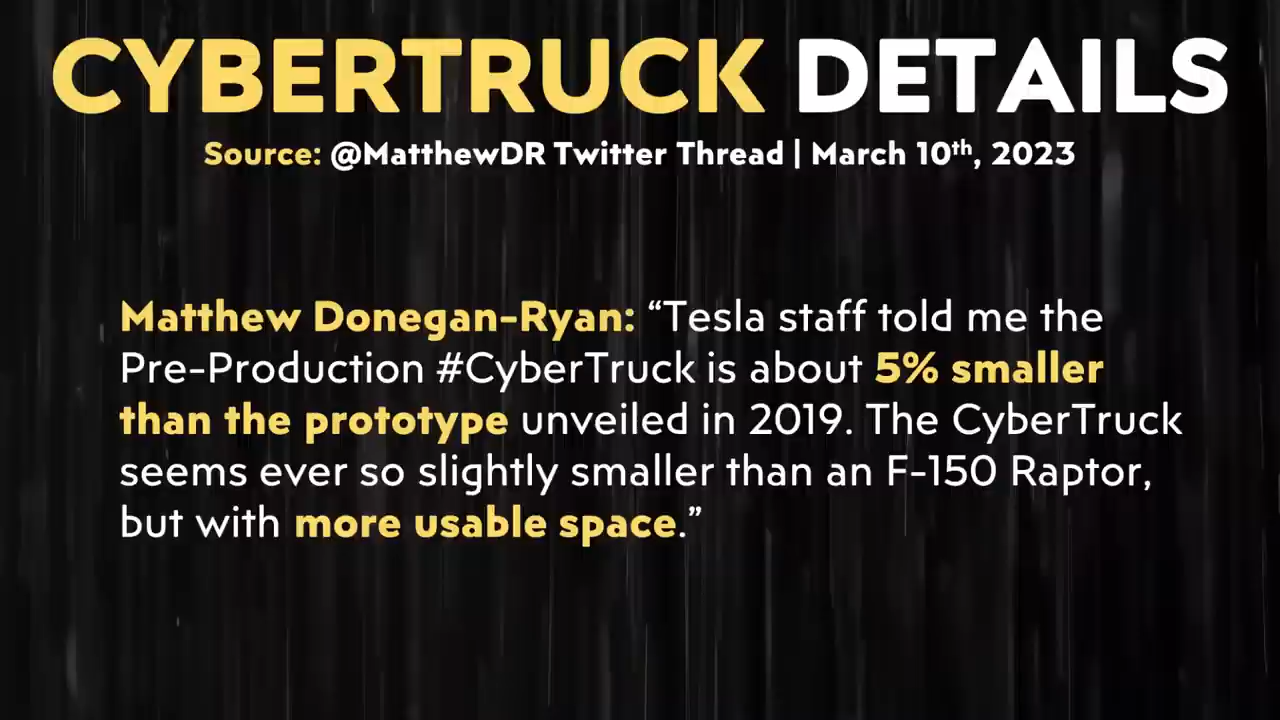 CYBERTRUCK DETAILS
Source: @MatthewDR Twitter Thread | March 10th, 2023
Matthew Donegan-Ryan: “Tesla staff told me the
Pre-Production #CyberTruck is about 5% smaller
than the prototype unveiled in 2019. The CyberTruck
seems ever so slightly smaller than an F-150 Raptor,
but with more usable space.”